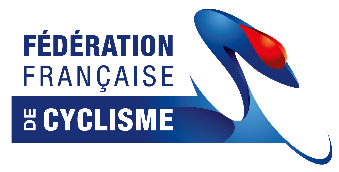 FÉDÉRATION
FRANÇAISE
DE CYCLISME